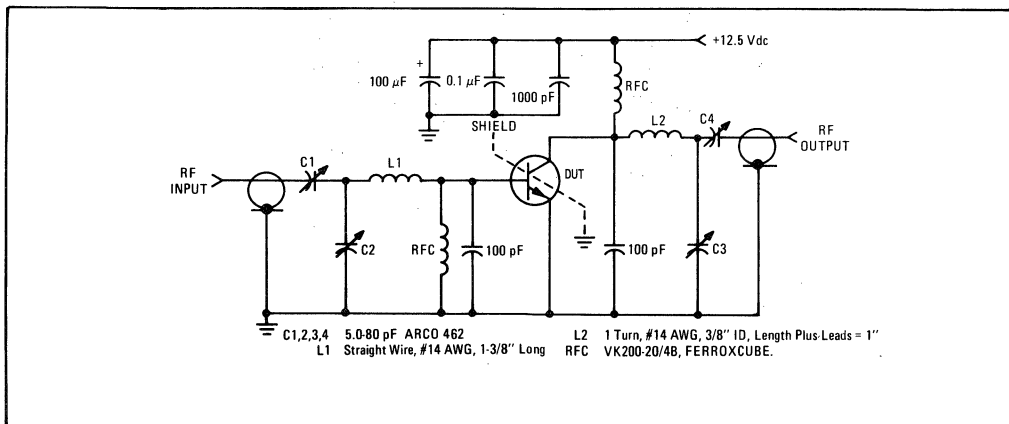 +12.5 Vdc
+
100 μF
0.1 μF
1000 pF
RFC
SHIELD
L2
C4
RF
OUTPUT
C1
L1
DUT
RF
INPUT
C2
RFC
100 pF
100 pF
C3
C1,2,3,4 5.0-80 pF ARCO 462
L1 Straight Wire, #14 AWG, 1-3/8" Long
L2 1 Turn, #14 AWG, 3/8" ID, Length Plus Leads = 1"
RFC VK200-20/4B, FERROXCUBE.